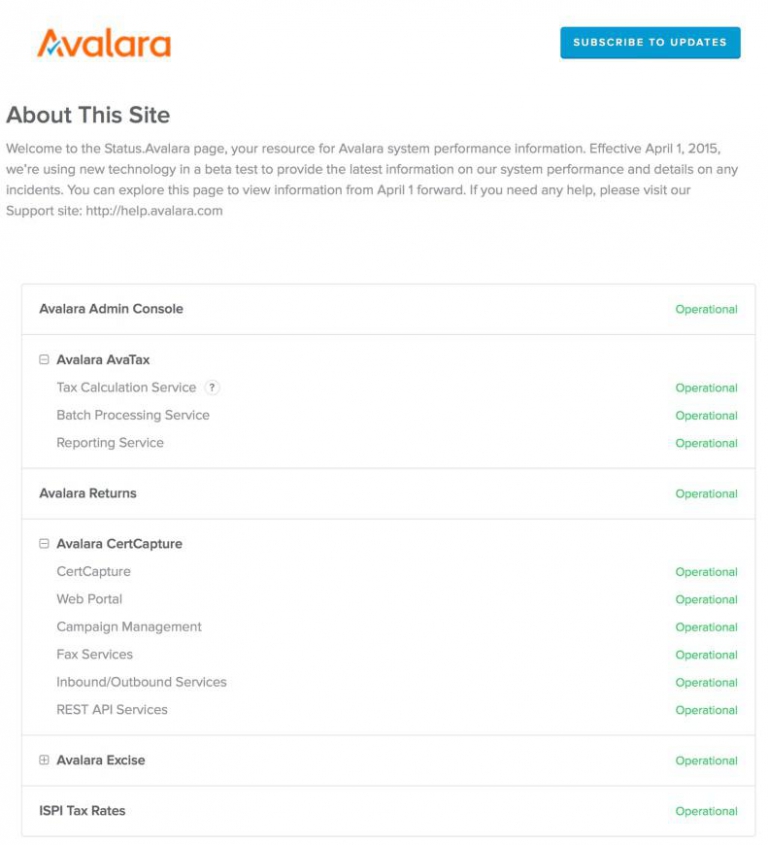 Avalara
SUBSCRIBE TO UPDATES
About This Site
Welcome to the Status.Avalara page, your resource for Avalara system performance information. Effective April 1, 2015,
we're using new technology in a beta test to provide the latest information on our system performance and details on any
incidents. You can explore this page to view information from April 1 forward. If you need any help, please visit our
Support site: http://help.avalara.com
Avalara Admin Console Operational
Avalara AvaTax
Tax Calculation Service ? Operational
Batch Processing Service Operational
Reporting Service Operational
Avalara Returns Operational
Avalara CertCapture
CertCapture Operational
Web Portal Operational
Campaign Management Operational
Fax Services Operational
Inbound/Outbound Services Operational
REST API Services Operational
Avalara Excise Operational
ISPI Tax Rates Operational